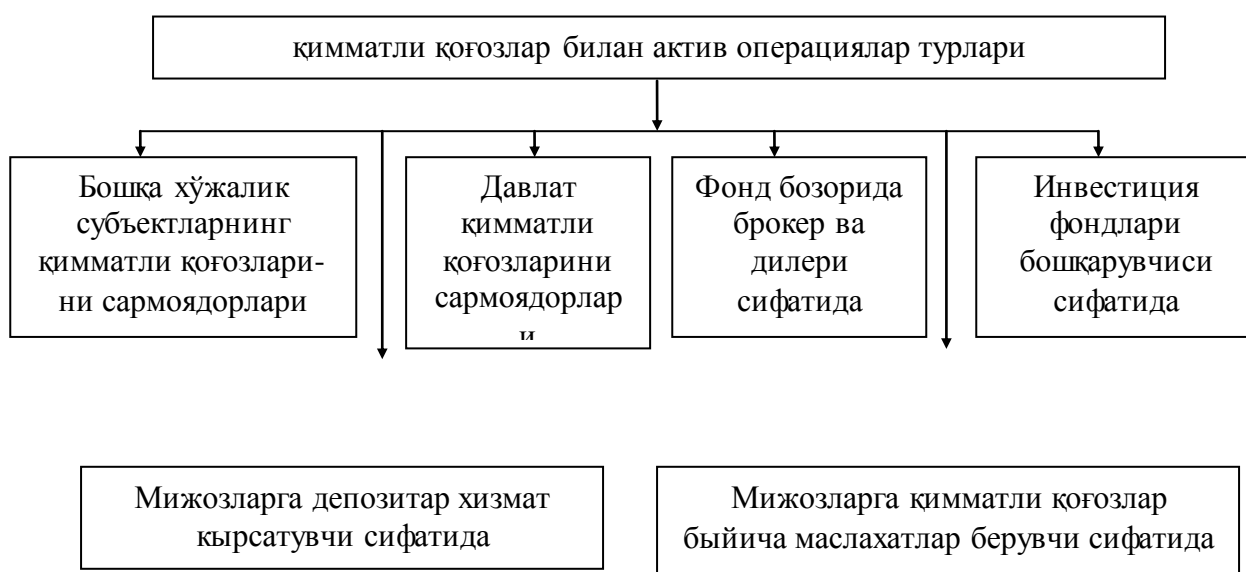 қимматли қоғозлар билан актив операциялар турлари
Бошқа хўжалик
субъектларнинг
қимматли қоғозлари-
ни сармоядорлари
Давлат
қимматли
қоғозларини
сармоядорлар
и
Фонд бозорида
брокер ва
дилери
сифатида
Инвестиция
фондлари
бошқарувчиси
сифатида
Мижозларга депозитар хизмат
кырсатувчи сифатида
Мижозларга қимматли қоғозлар
быйича маслахатлар берувчи сифатида